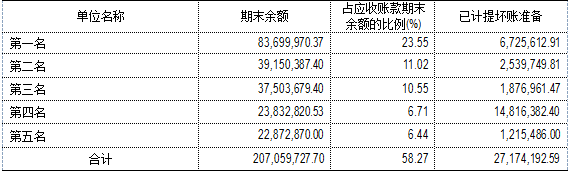 单位名称 期末余额 占应收账款期末余额的比例(%) 已计提坏账准备
第一名 83,699,970.37 23.55 6,725,612.91
第二名 39,150,387.40 11.02 2,539,749.81
第三名 37,503,679.40 10.55 1,876,961.47
第四名 23,832,820.53 6.71 14,816,382.40
第五名 22,872,870.00 6.44 1,215,486.00
合计 207,059,727.70 58.27 27,174,192.59